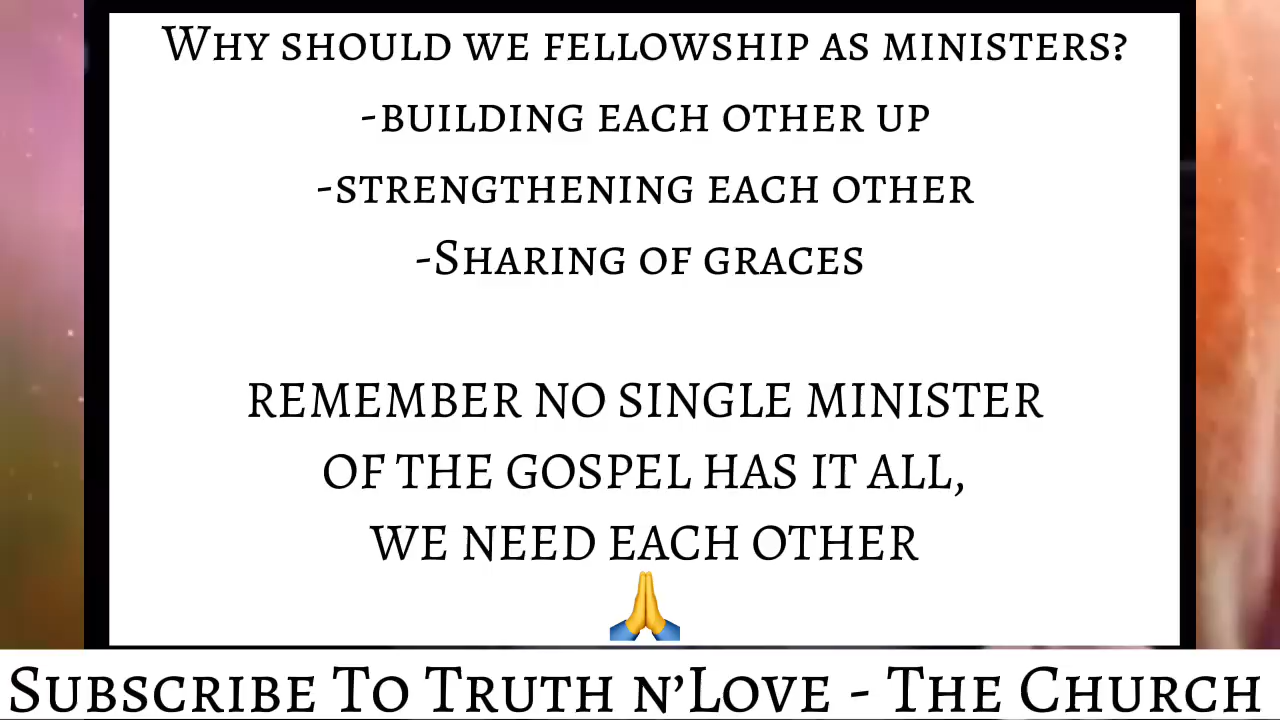 Why should we fellowship as ministers?
-building each other up
-strengthening each other
-Sharing of graces
REMEMBER NO SINGLE MINISTER
OF THE GOSPEL HAS IT ALL,
WE NEED EACH OTHER
🙏
Subscribe To Truth n'Love - The Church